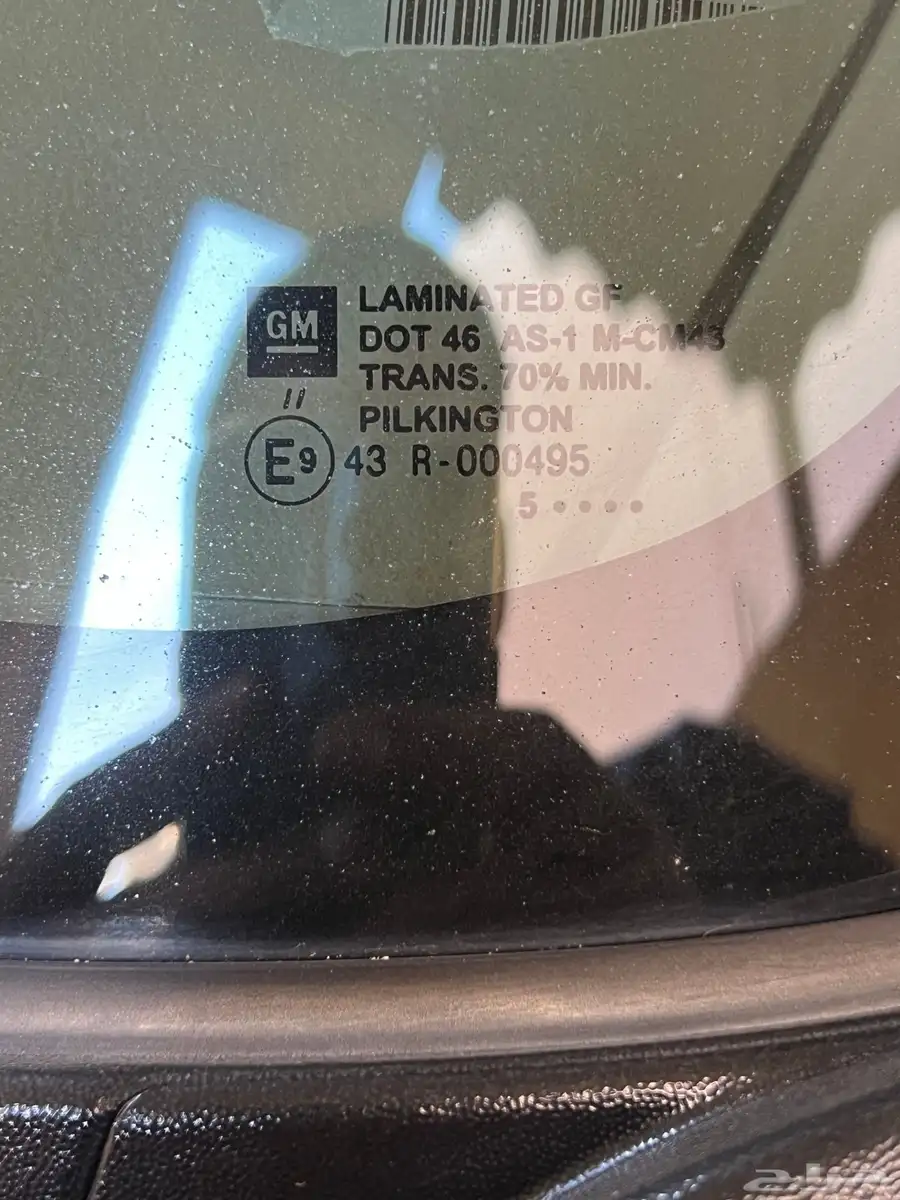 GM
LAMINATED GF
DOT 46 AS-1 M-CM43
TRANS. 70% MIN.
PILKINGTON
//
E9 43 R-000495
5 • • • •